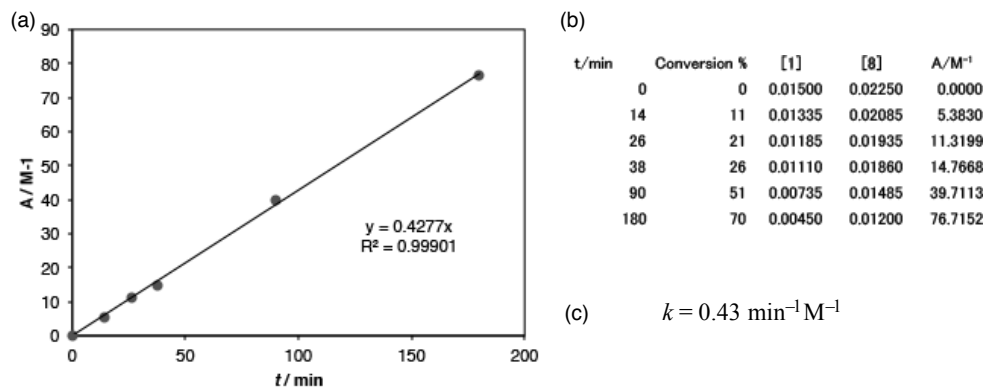 (a)
90
80
70
60
50
40
30
20
10
0
A / M-1
y = 0.4277x
R² = 0.99901
0 50 100 150 200
t / min
(b)
t/min Conversion % [1] [8] A/M⁻¹
0 0 0.01500 0.02250 0.0000
14 11 0.01335 0.02085 5.3830
26 21 0.01185 0.01935 11.3199
38 26 0.01110 0.01860 14.7668
90 51 0.00735 0.01485 39.7113
180 70 0.00450 0.01200 76.7152
(c) k = 0.43 min⁻¹M⁻¹